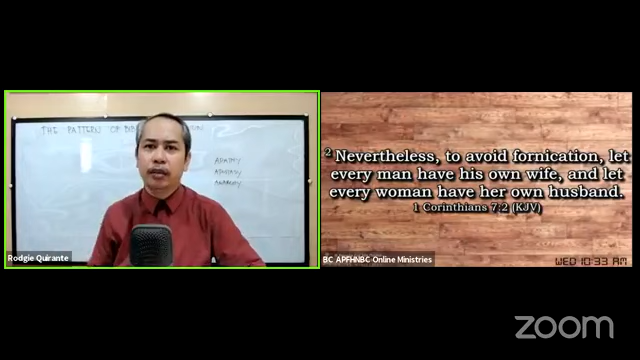 THE PATTERN OF
Rodgie Quirante
2 Nevertheless, to avoid fornication, let
every man have his own wife, and let
every woman have her own husband.
1 Corinthians 7:2 (KJV)
BC APFHNBC Online Ministries
WED 10:33 AM
zoom